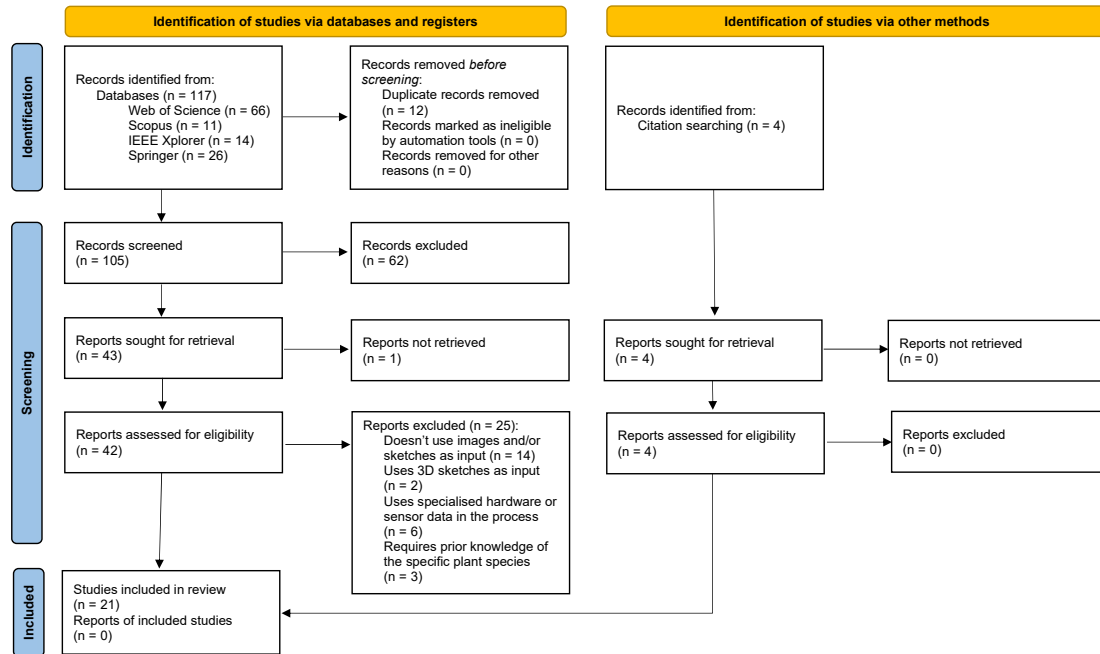 Identification of studies via databases and registers
Identification of studies via other methods
Identification
Records identified from:
Databases (n = 117)
Web of Science (n = 66)
Scopus (n = 11)
IEEE Xplorer (n = 14)
Springer (n = 26)
Records removed before
screening:
Duplicate records removed
(n = 12)
Records marked as ineligible
by automation tools (n = 0)
Records removed for other
reasons (n = 0)
Records identified from:
Citation searching (n = 4)
Screening
Records screened
(n = 105)
Records excluded
(n = 62)
Reports sought for retrieval
(n = 43)
Reports not retrieved
(n = 1)
Reports sought for retrieval
(n = 4)
Reports not retrieved
(n = 0)
Reports assessed for eligibility
(n = 42)
Reports excluded (n = 25):
Doesn't use images and/or
sketches as input (n = 14)
Uses 3D sketches as input
(n = 2)
Uses specialised hardware or
sensor data in the process
(n = 6)
Requires prior knowledge of
the specific plant species
(n = 3)
Reports assessed for eligibility
(n = 4)
Reports excluded
(n = 0)
Included
Studies included in review
(n = 21)
Reports of included studies
(n = 0)